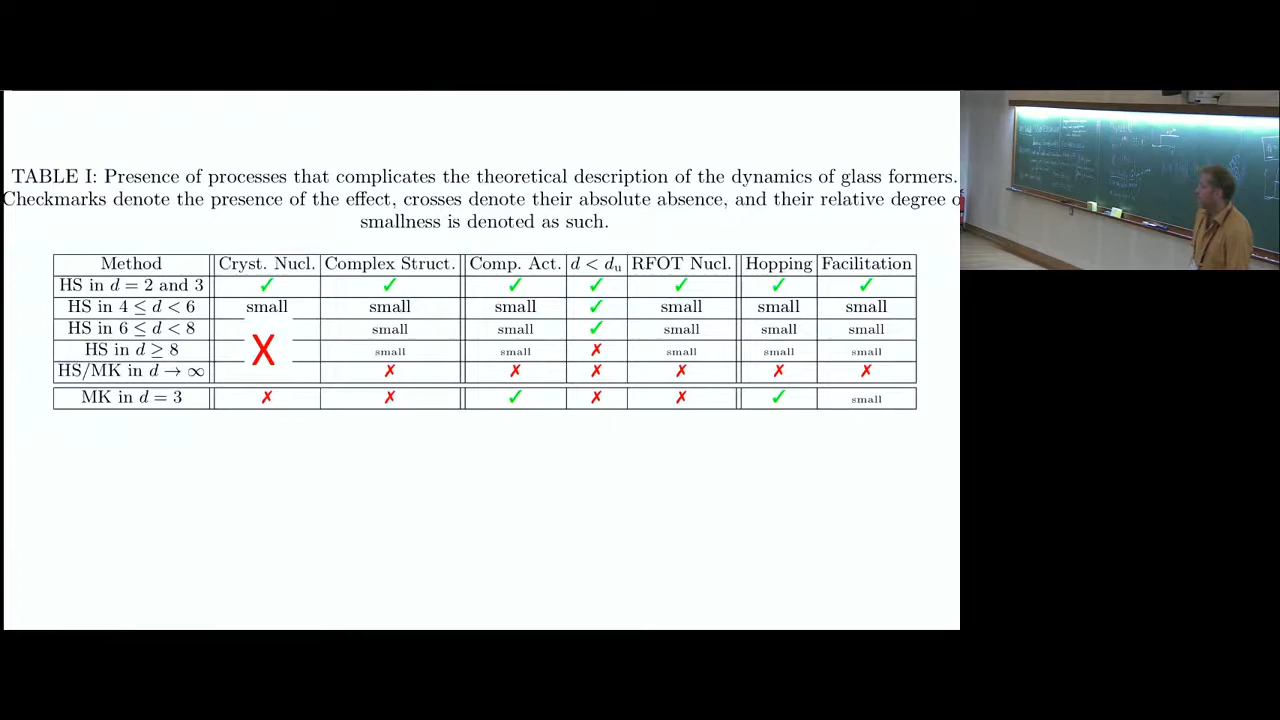 TABLE I: Presence of processes that complicates the theoretical description of the dynamics of glass formers.
Checkmarks denote the presence of the effect, crosses denote their absolute absence, and their relative degree o
smallness is denoted as such.
Method Cryst. Nucl. Complex Struct. Comp. Act. d < d_u RFOT Nucl. Hopping Facilitation
HS in d = 2 and 3 ✓ ✓ ✓ ✓ ✓ ✓ ✓
HS in 4 ≤ d < 6 small small small ✓ small small small
HS in 6 ≤ d < 8 small small ✓ small small small
X
HS in d ≥ 8 small small ✗ small small small
HS/MK in d → ∞ ✗ ✗ ✗ ✗ ✗ ✗
MK in d = 3 ✗ ✗ ✓ ✗ ✗ ✓ small